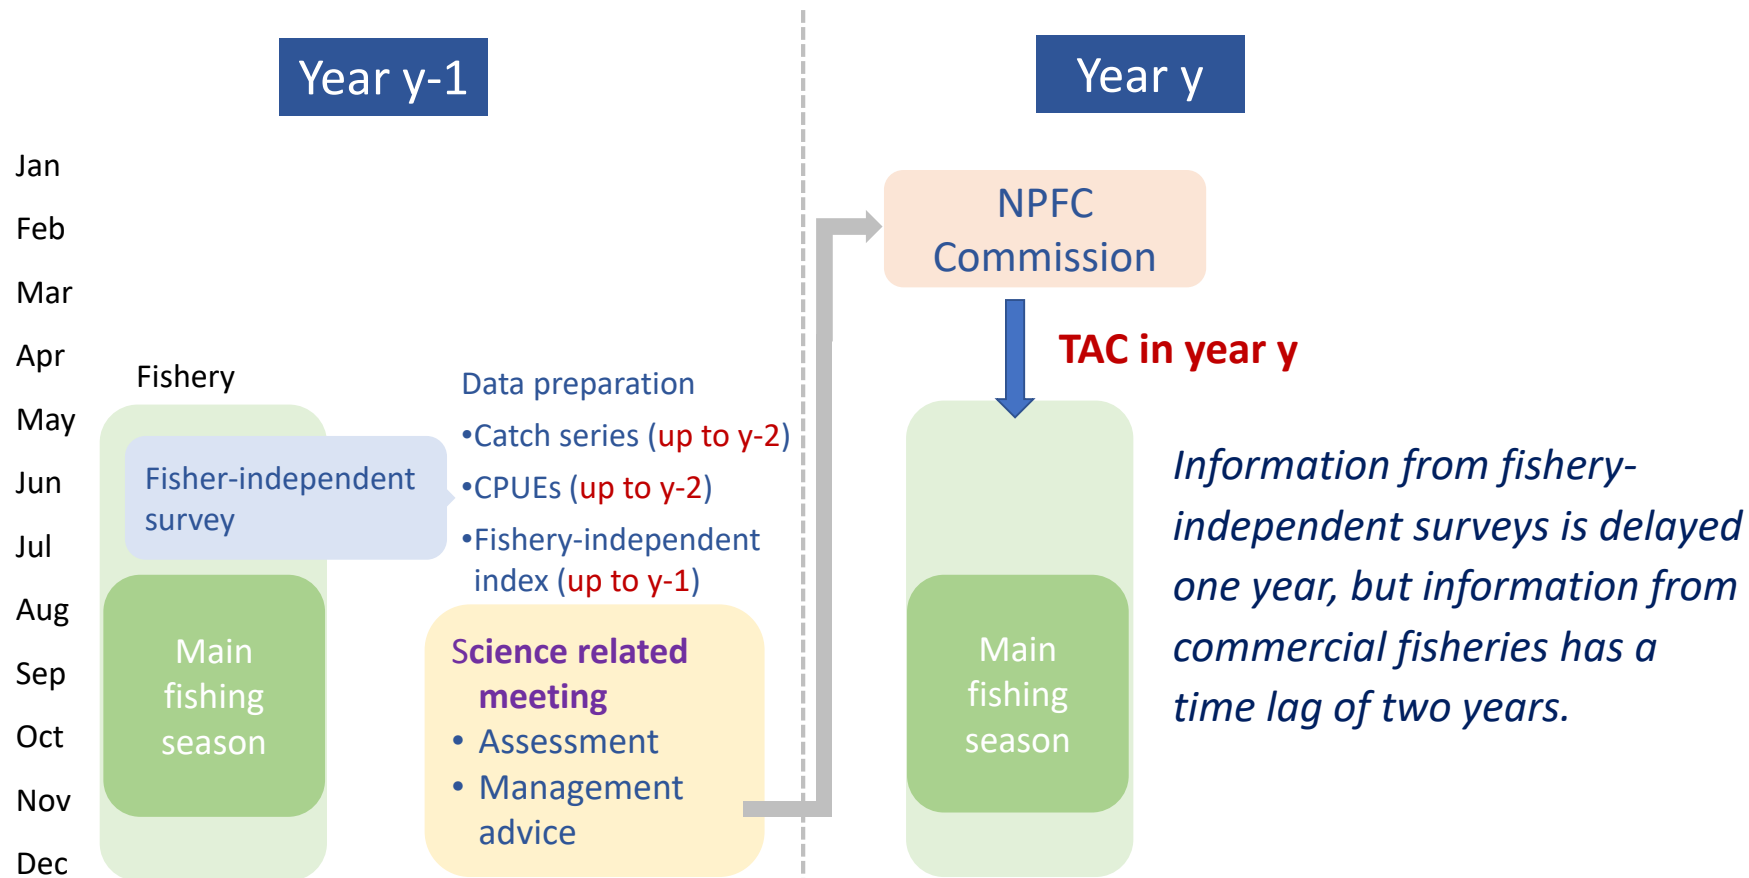 Year y-1
Year y
Jan
Feb
Mar
Apr
May
Jun
Jul
Aug
Sep
Oct
Nov
Dec
Fishery
Fisher-independent
survey
Main
fishing
season
Data preparation
•Catch series (up to y-2)
•CPUEs (up to y-2)
•Fishery-independent
index (up to y-1)
Science related
meeting
• Assessment
• Management
advice
NPFC
Commission
TAC in year y
Main
fishing
season
Information from fishery-
independent surveys is delayed
one year, but information from
commercial fisheries has a
time lag of two years.